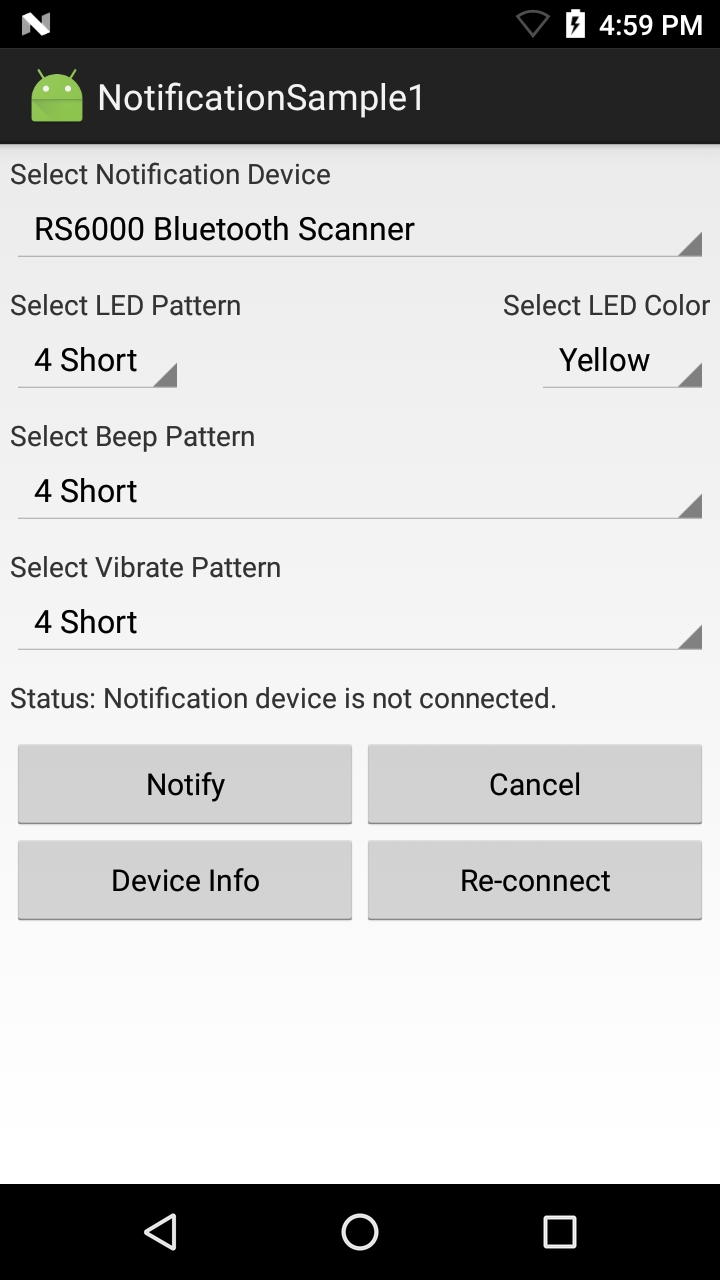 4:59 PM
NotificationSample1
Select Notification Device
RS6000 Bluetooth Scanner
Select LED Pattern
Select LED Color
4 Short
Yellow
Select Beep Pattern
4 Short
Select Vibrate Pattern
4 Short
Status: Notification device is not connected.
Notify
Cancel
Device Info
Re-connect